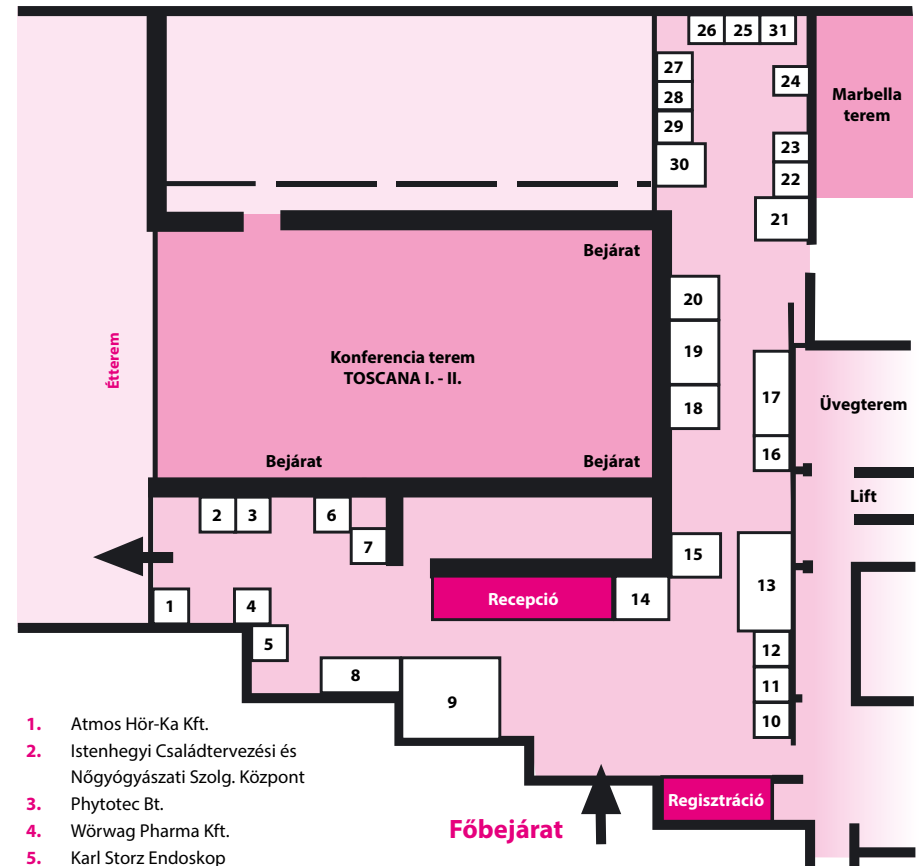 26 25 31
27
28
29
30
24
23
22
21
Marbella
terem
Bejárat
20
19
18
Étterem
Konferencia terem
TOSCANA I. - II.
17
16
Üvegterem
Bejárat
Bejárat
Lift
2 3 6
7
15
13
1 4
5
Recepció 14
12
11
10
8
9
Főbejárat
Regisztráció
1. Atmos Hör-Ka Kft.
2. Istenhegyi Családtervezési és
Nőgyógyászati Szolg. Központ
3. Phytotec Bt.
4. Wörwag Pharma Kft.
5. Karl Storz Endoskop